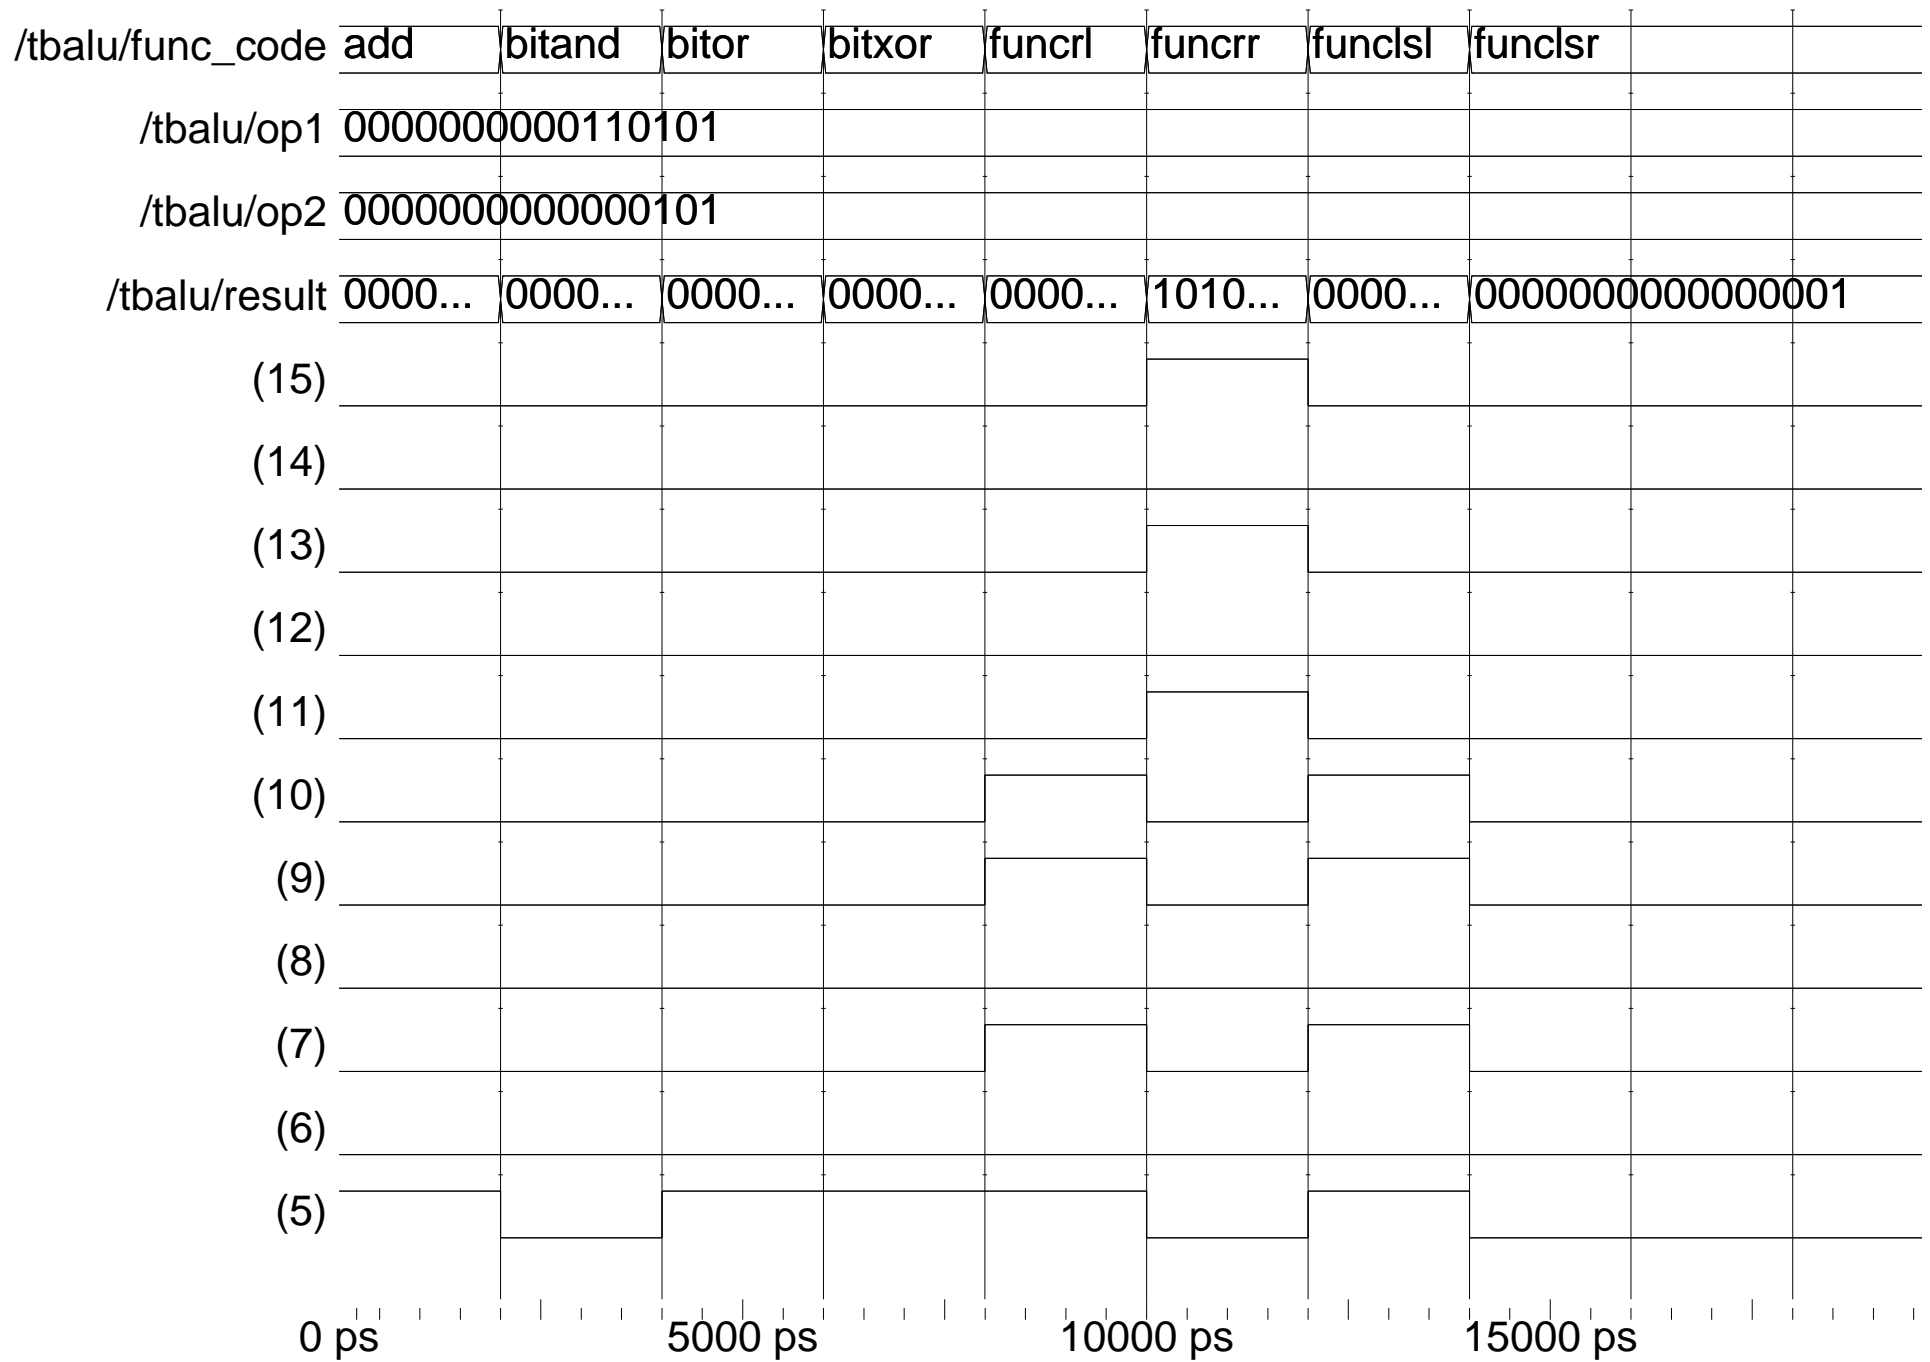 /tbalu/func_code add bitand bitor bitxor funcrl funcrr funclsl funclsr
/tbalu/op1 0000000000110101
/tbalu/op2 0000000000000101
/tbalu/result 0000... 0000... 0000... 0000... 0000... 1010... 0000... 0000000000000001
(15)
(14)
(13)
(12)
(11)
(10)
(9)
(8)
(7)
(6)
(5)
0 ps 5000 ps 10000 ps 15000 ps